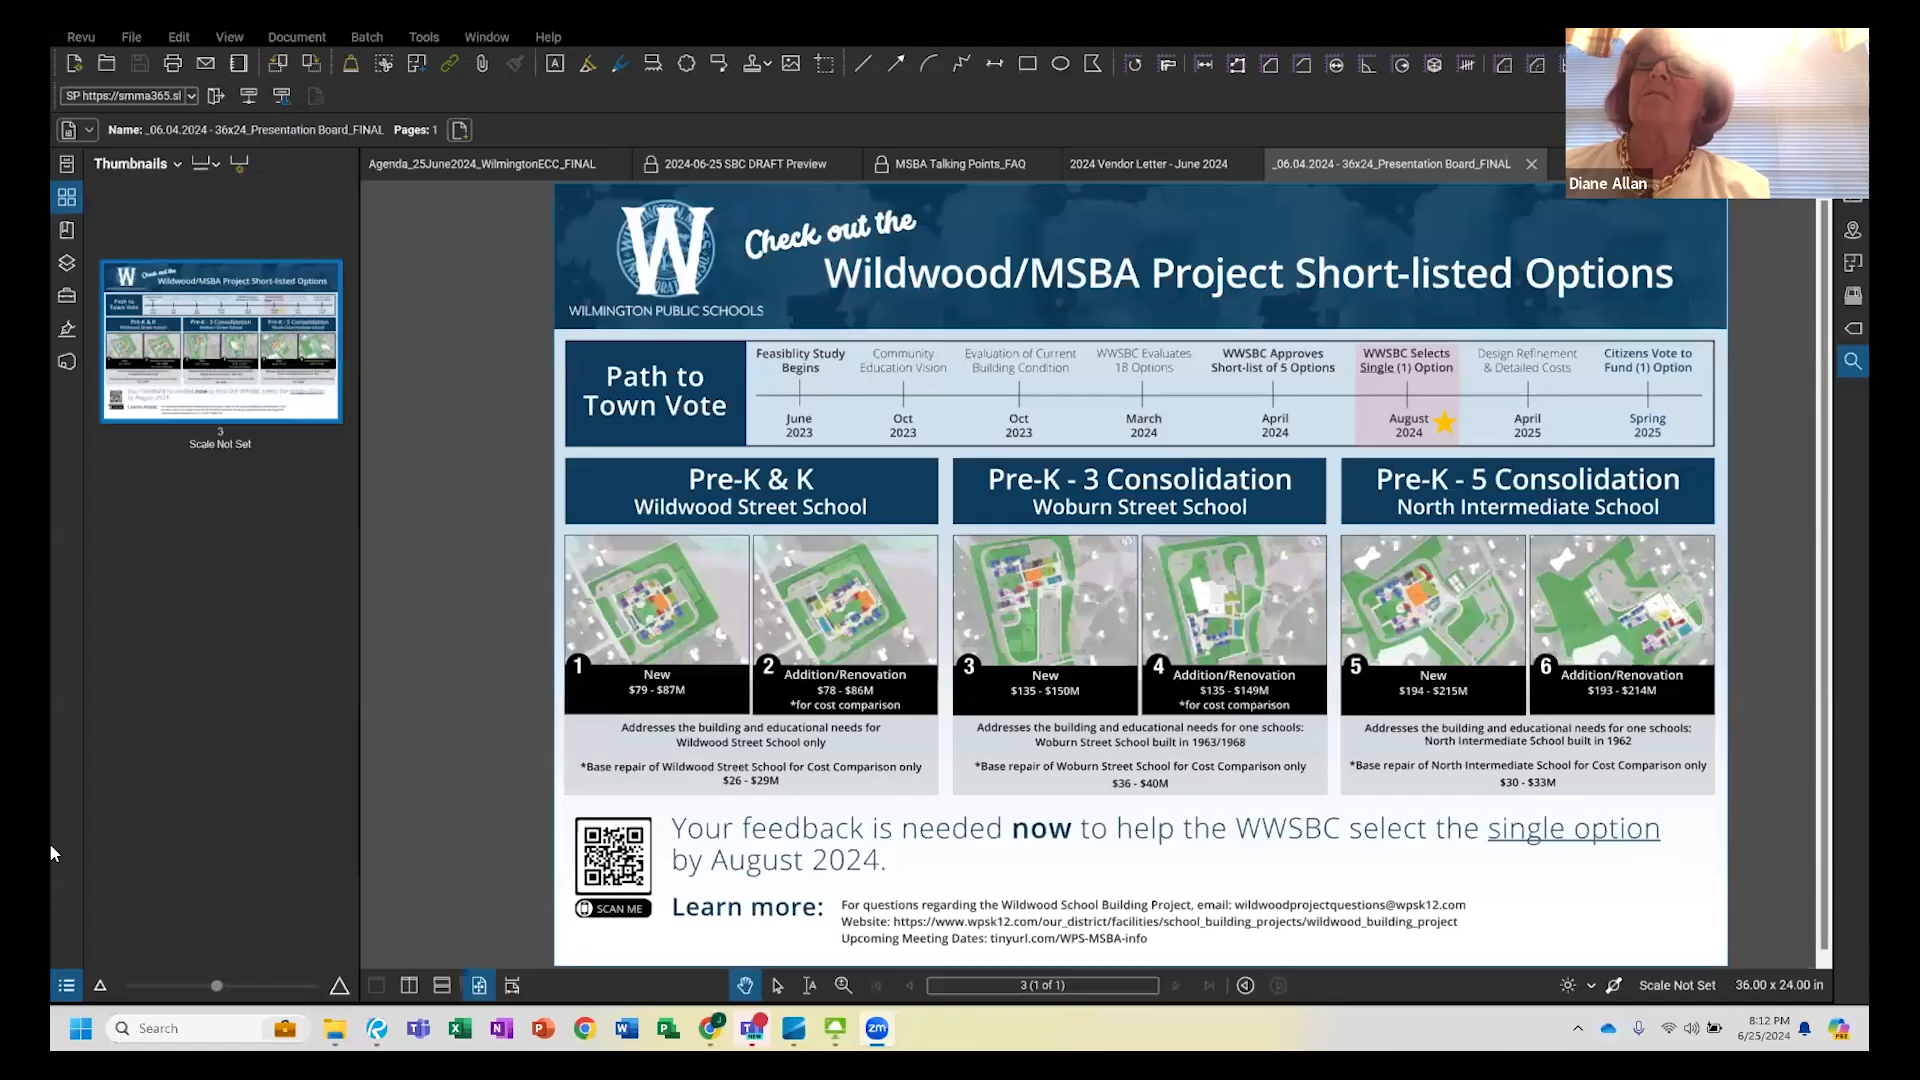 Revu File Edit View Document Batch Tools Window Help
SP https://smma365.sl
Name: _06.04.2024 - 36x24_Presentation Board_FINAL Pages: 1
Thumbnails
Agenda_25June2024_WilmingtonECC_FINAL
2024-06-25 SBC DRAFT Preview
MSBA Talking Points_FAQ
2024 Vendor Letter - June 2024
_06.04.2024 - 36x24_Presentation Board_FINAL
Diane Allan
3
Scale Not Set
W
WILMINGTON PUBLIC SCHOOLS
Check out the
Wildwood/MSBA Project Short-listed Options
Path to
Town Vote
Feasiblity Study
Begins
June
2023
Community
Education Vision
Oct
2023
Evaluation of Current
Building Condition
Oct
2023
WWSBC Evaluates
18 Options
March
2024
WWSBC Approves
Short-list of 5 Options
April
2024
WWSBC Selects
Single (1) Option
August
2024
Design Refinement
& Detailed Costs
April
2025
Citizens Vote to
Fund (1) Option
Spring
2025
Pre-K & K
Wildwood Street School
1
New
$79 - $87M
2
Addition/Renovation
$78 - $86M
*for cost comparison
Addresses the building and educational needs for
Wildwood Street School only
*Base repair of Wildwood Street School for Cost Comparison only
$26 - $29M
Pre-K - 3 Consolidation
Woburn Street School
93
3
New
$135 - $150M
93
4
Addition/Renovation
$135 - $149M
*for cost comparison
Addresses the building and educational needs for one schools:
Woburn Street School built in 1963/1968
*Base repair of Woburn Street School for Cost Comparison only
$36 - $40M
Pre-K - 5 Consolidation
North Intermediate School
5
New
$194 - $215M
6
Addition/Renovation
$193 - $214M
Addresses the building and educational needs for one schools:
North Intermediate School built in 1962
*Base repair of North Intermediate School for Cost Comparison only
$30 - $33M
SCAN ME
Your feedback is needed now to help the WWSBC select the single option
by August 2024.
Learn more:
For questions regarding the Wildwood School Building Project, email: wildwoodprojectquestions@wpsk12.com
Website: https://www.wpsk12.com/our_district/facilities/school_building_projects/wildwood_building_project
Upcoming Meeting Dates: tinyurl.com/WPS-MSBA-info
3 (1 of 1)
Scale Not Set
36.00 x 24.00 in
Search
8:12 PM
6/25/2024